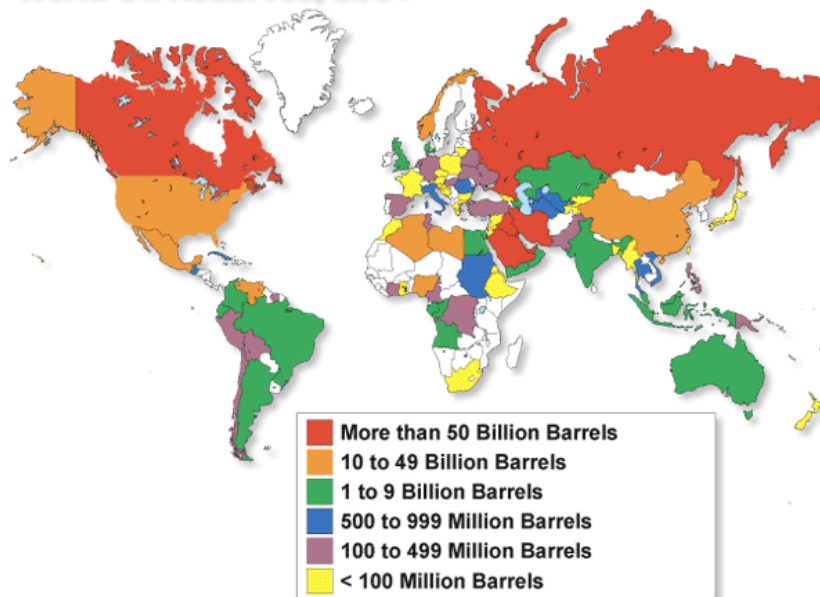 More than 50 Billion Barrels
10 to 49 Billion Barrels
1 to 9 Billion Barrels
500 to 999 Million Barrels
100 to 499 Million Barrels
< 100 Million Barrels